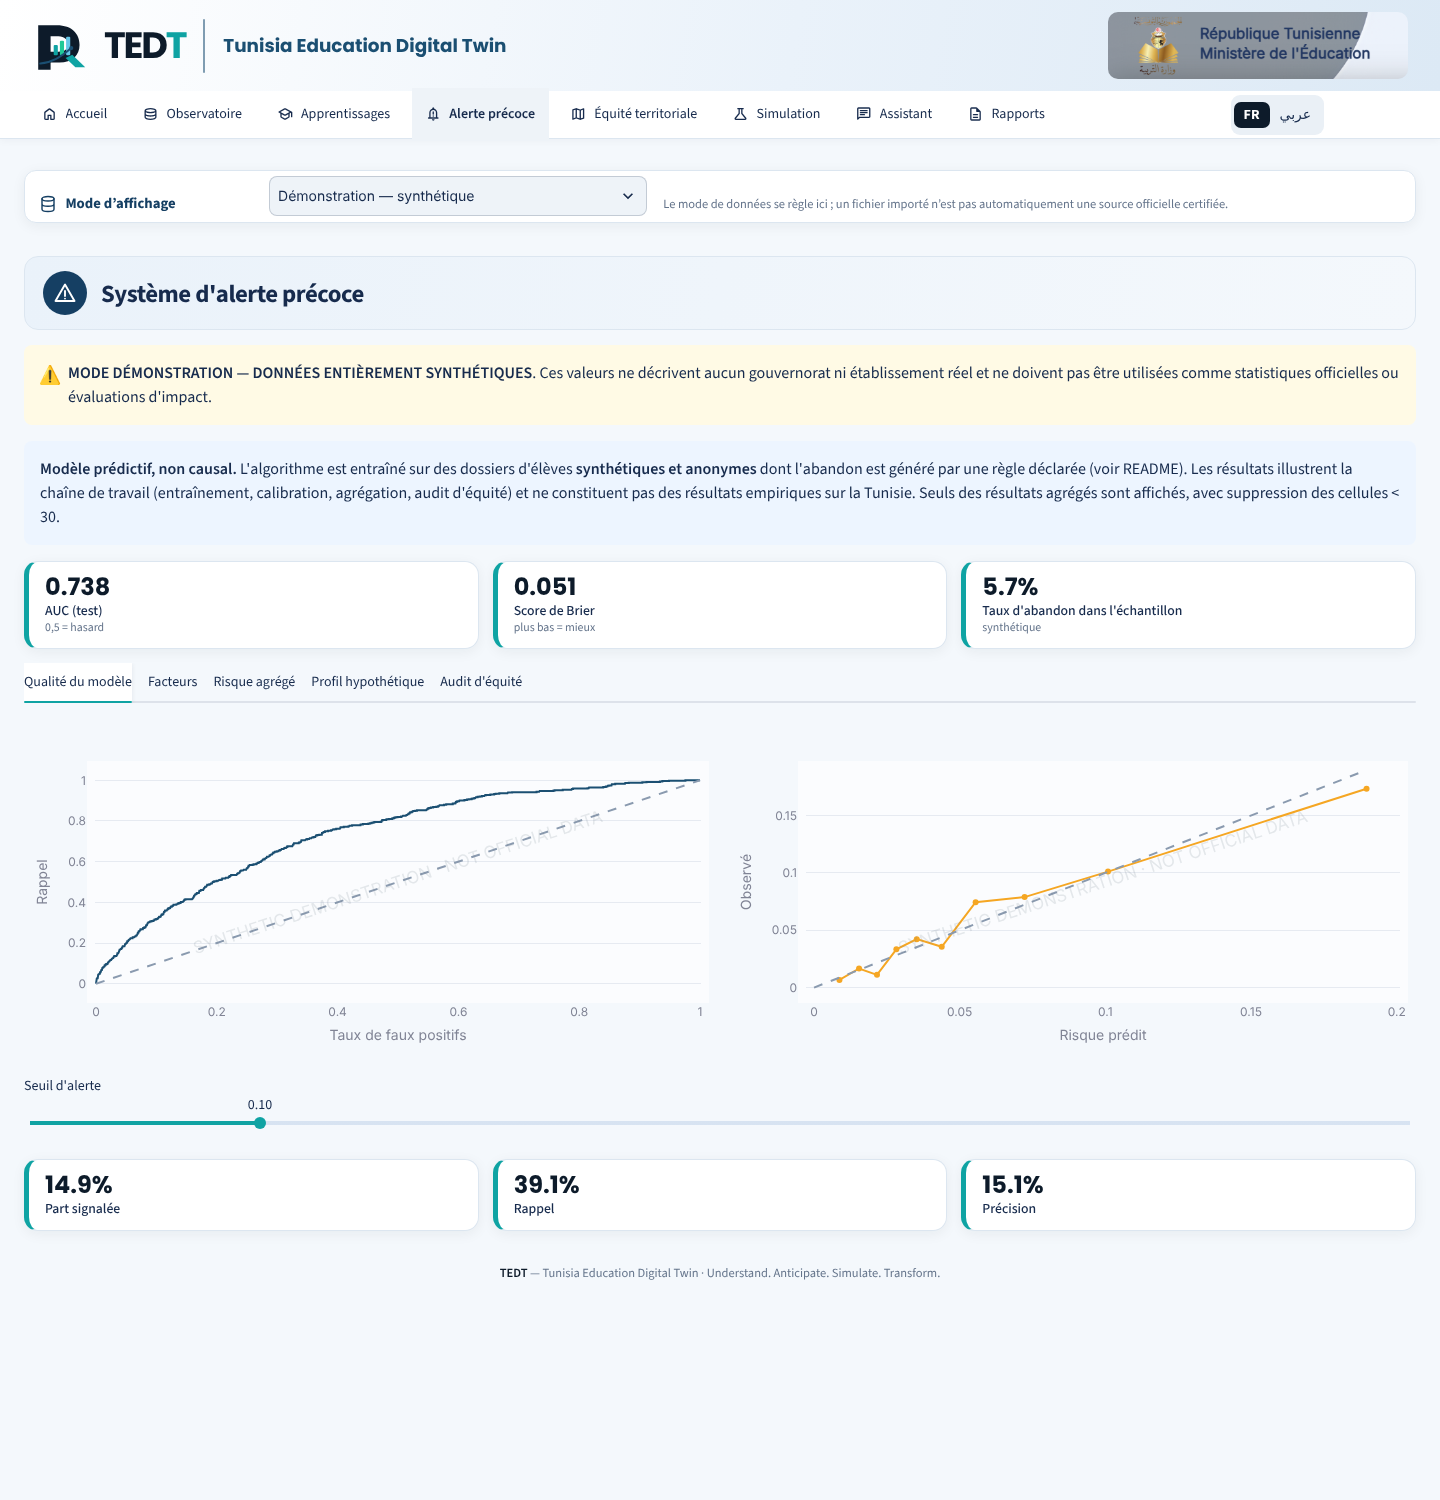 TEDT
Tunisia Education Digital Twin
République Tunisienne
Ministère de l'Éducation
Accueil
Observatoire
Apprentissages
Alerte précoce
Équité territoriale
Simulation
Assistant
Rapports
FR
عربي
Mode d’affichage
Démonstration — synthétique
Le mode de données se règle ici ; un fichier importé n’est pas automatiquement une source officielle certifiée.
Système d'alerte précoce
MODE DÉMONSTRATION — DONNÉES ENTIÈREMENT SYNTHÉTIQUES. Ces valeurs ne décrivent aucun gouvernorat ni établissement réel et ne doivent pas être utilisées comme statistiques officielles ou
évaluations d'impact.
Modèle prédictif, non causal. L'algorithme est entraîné sur des dossiers d'élèves synthétiques et anonymes dont l'abandon est généré par une règle déclarée (voir README). Les résultats illustrent la
chaîne de travail (entraînement, calibration, agrégation, audit d'équité) et ne constituent pas des résultats empiriques sur la Tunisie. Seuls des résultats agrégés sont affichés, avec suppression des cellules <
30.
0.738
AUC (test)
0,5 = hasard
0.051
Score de Brier
plus bas = mieux
5.7%
Taux d'abandon dans l'échantillon
synthétique
Qualité du modèle
Facteurs
Risque agrégé
Profil hypothétique
Audit d'équité
1
0.8
0.6
0.4
0.2
0
Rappel
SYNTHETIC DEMONSTRATION · NOT OFFICIAL DATA
0
0.2
0.4
0.6
0.8
1
Taux de faux positifs
0.15
0.1
0.05
0
Observé
SYNTHETIC DEMONSTRATION · NOT OFFICIAL DATA
0
0.05
0.1
0.15
0.2
Risque prédit
Seuil d'alerte
0.10
14.9%
Part signalée
39.1%
Rappel
15.1%
Précision
TEDT — Tunisia Education Digital Twin · Understand. Anticipate. Simulate. Transform.